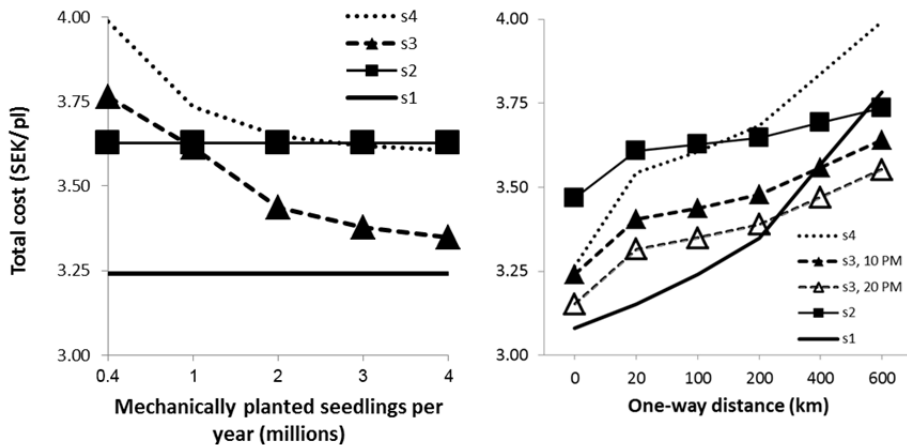 Total cost (SEK/pl)
4.00
3.75
3.50
3.25
3.00
0.4 1 2 3 4
Mechanically planted seedlings per
year (millions)
s4
s3
s2
s1
4.00
3.75
3.50
3.25
3.00
0 20 100 200 400 600
One-way distance (km)
s4
s3, 10 PM
s3, 20 PM
s2
s1